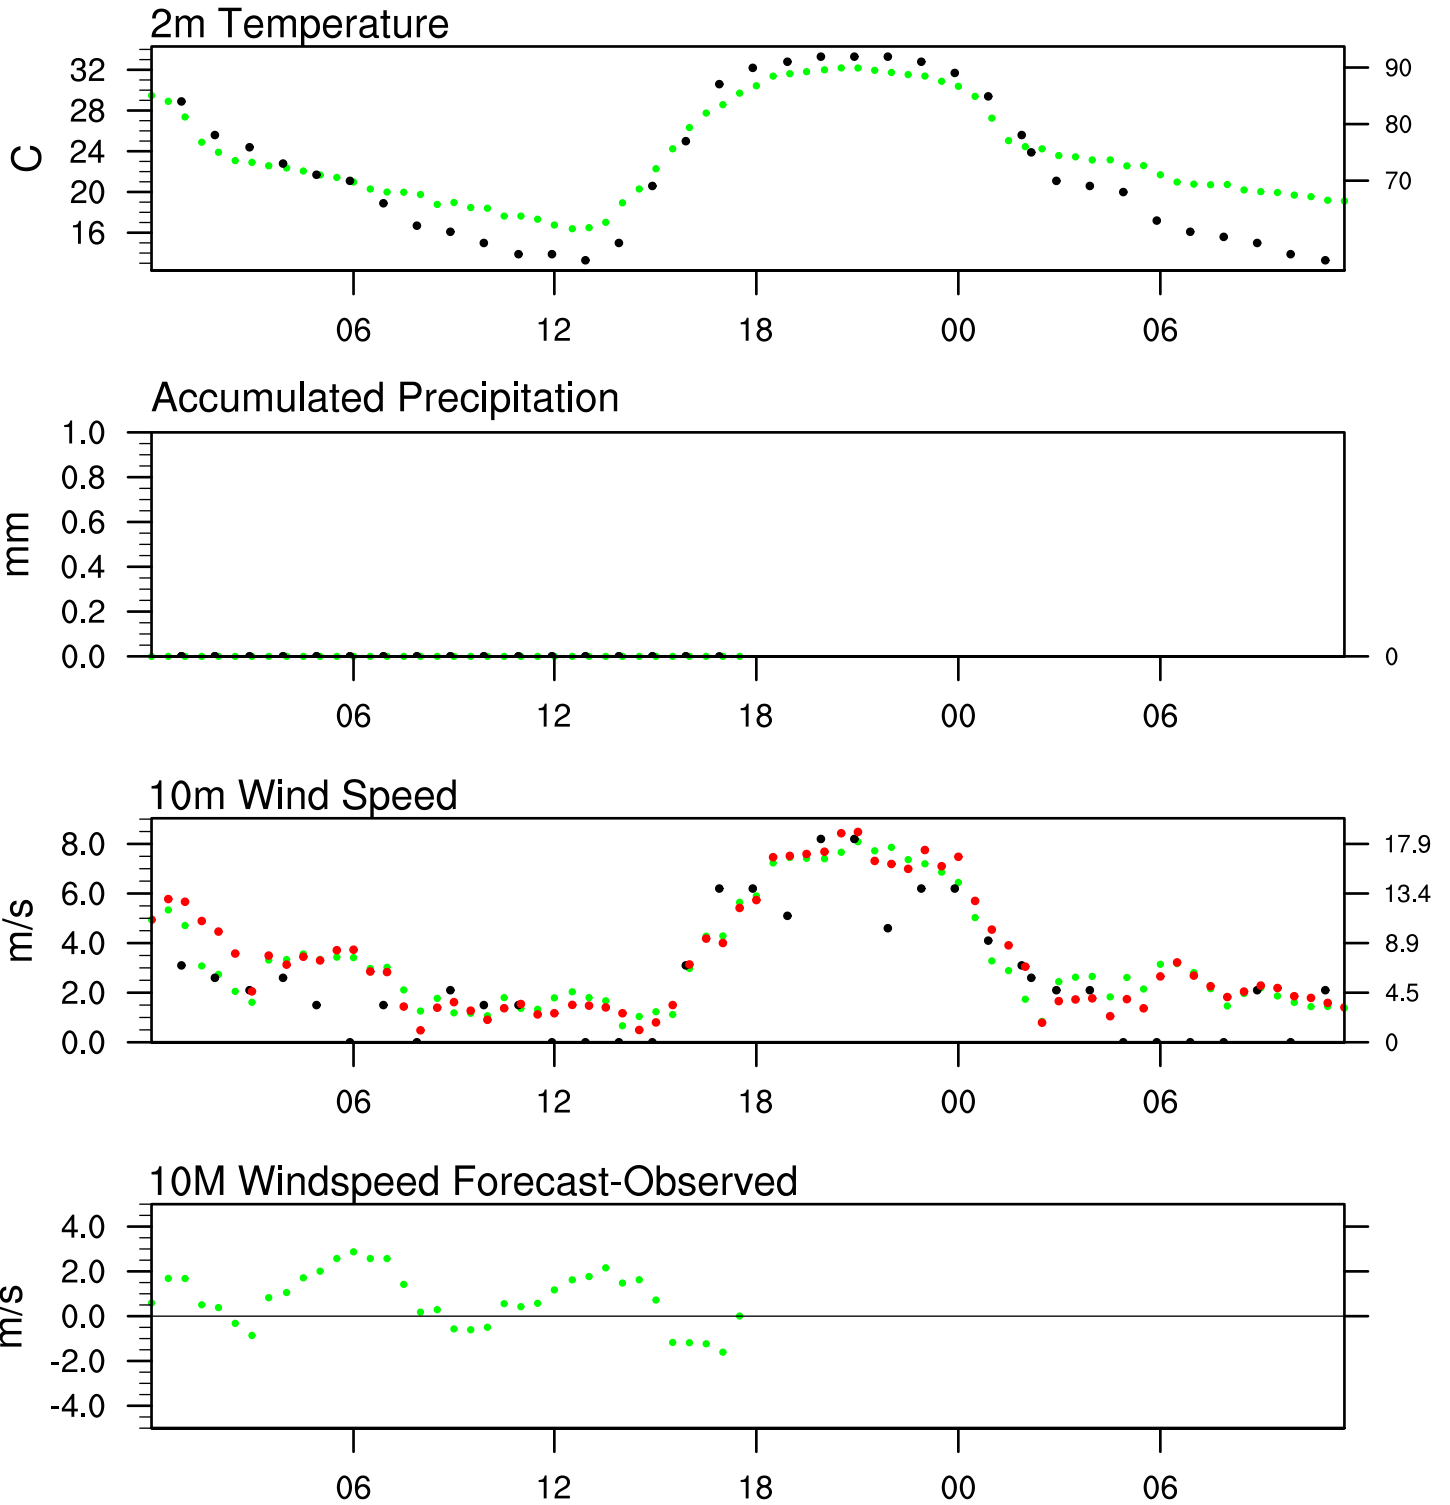 2m Temperature
32
28
24
20
16
C
90
80
70
06 12 18 00 06
Accumulated Precipitation
1.0
0.8
0.6
0.4
0.2
0.0
mm
0
06 12 18 00 06
10m Wind Speed
8.0
6.0
4.0
2.0
0.0
m/s
17.9
13.4
8.9
4.5
0
06 12 18 00 06
10M Windspeed Forecast-Observed
4.0
2.0
0.0
-2.0
-4.0
m/s
06 12 18 00 06